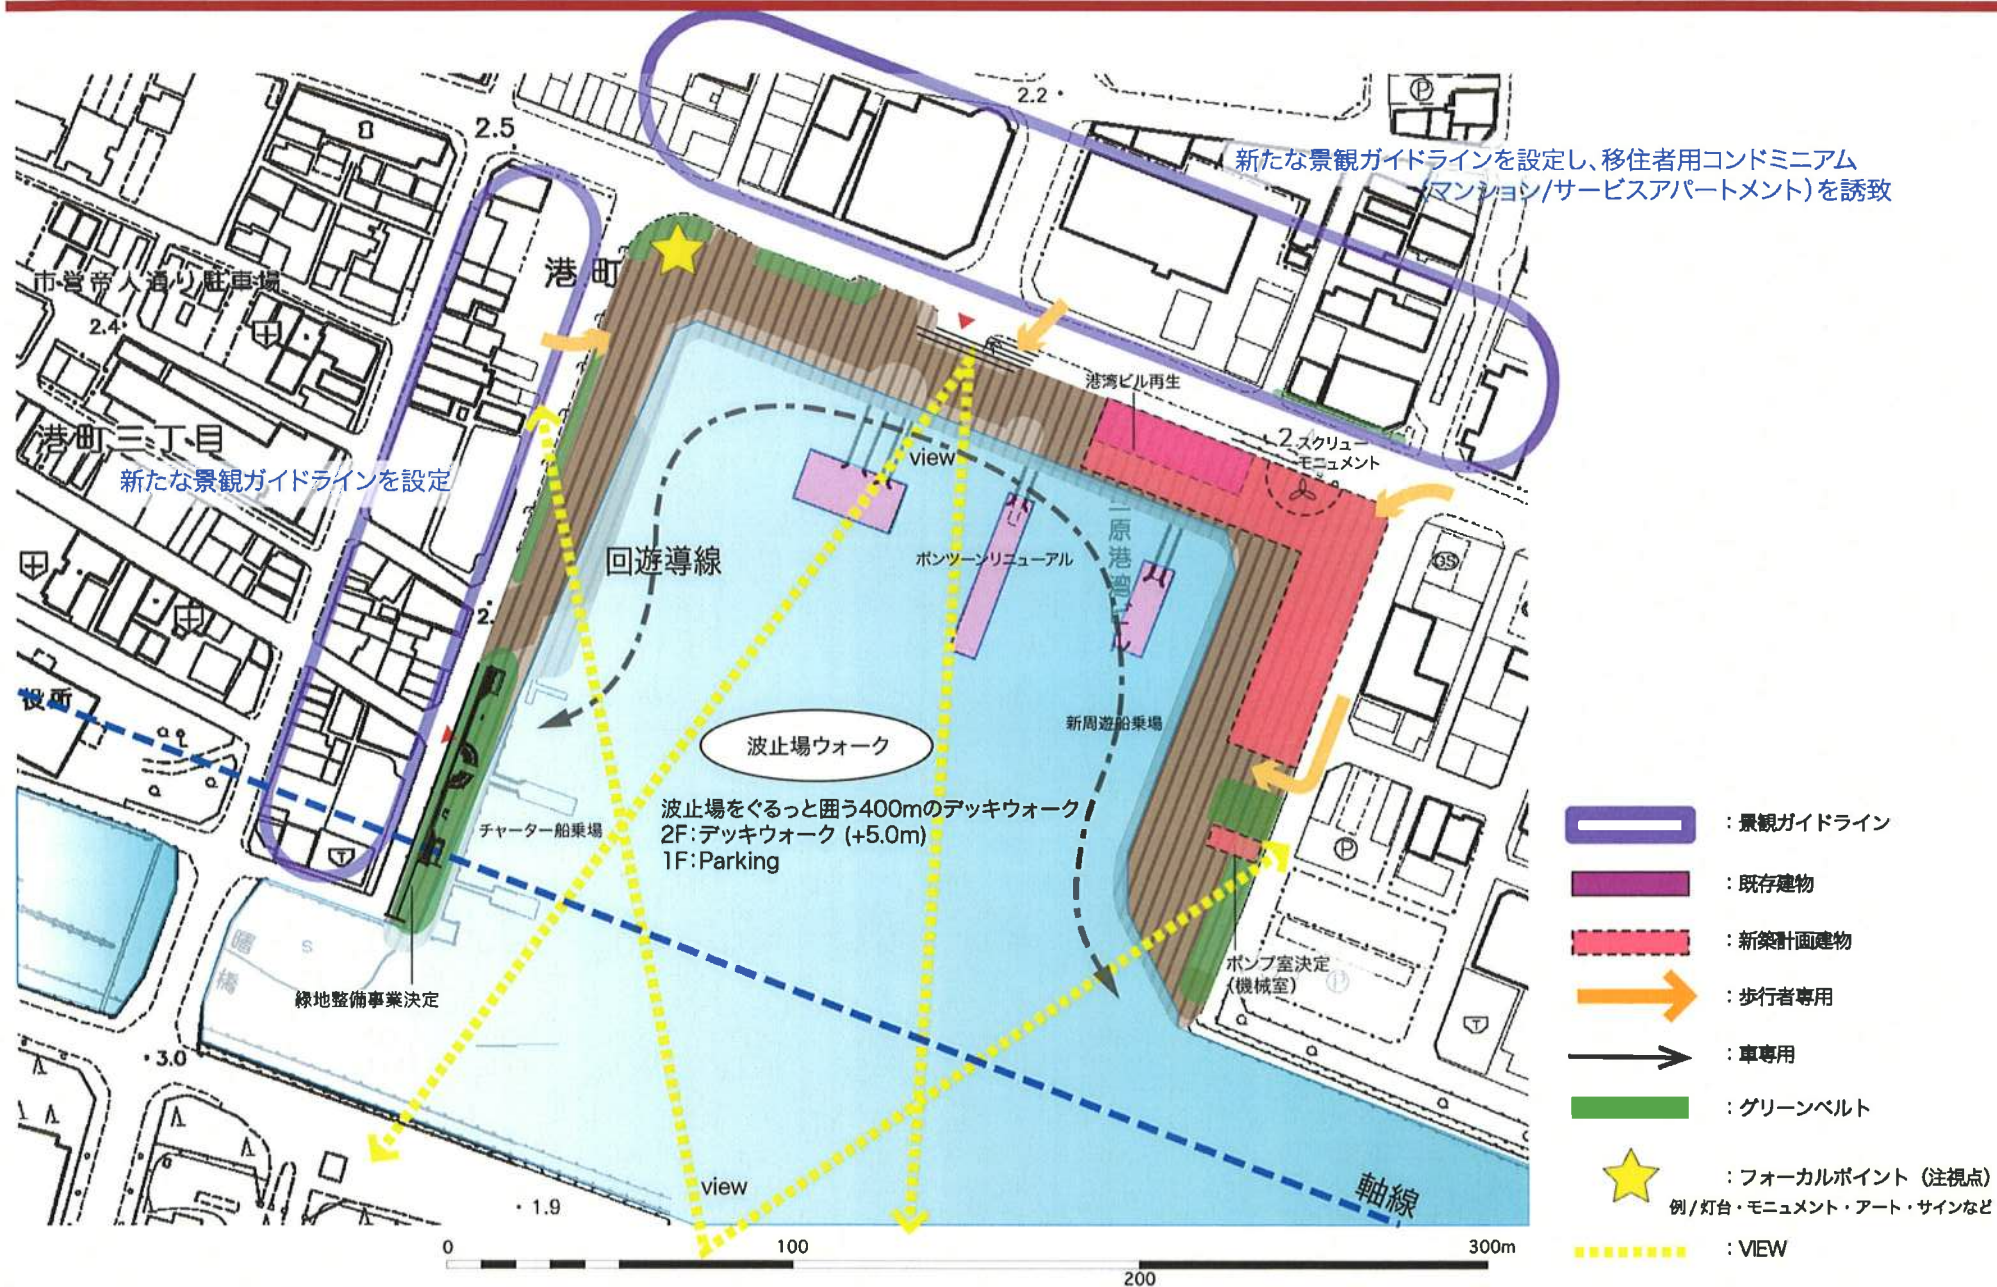 2.2
2.5
新たな景観ガイドラインを設定し、移住者用コンドミニアム
(マンション/サービスアパートメント)を誘致
港町
市営帝人通り駐車場
2.4
港湾ビル再生
港町三丁目
新たな景観ガイドラインを設定
スクリュー
モニュメント
view
回遊導線
ポンツーンリニューアル
三原港湾ビル
GS
2.
役所
新周遊船乗場
波止場ウォーク
波止場をぐるっと囲う400mのデッキウォーク
2F:デッキウォーク (+5.0m)
1F:Parking
チャーター船乗場
P
T
曙橋
S
緑地整備事業決定
ポンプ室決定
(機械室)
3.0
view
1.9
軸線
0
100
200
300m
:景観ガイドライン
:既存建物
:新築計画建物
:歩行者専用
:車専用
:グリーンベルト
:フォーカルポイント (注視点)
例/灯台・モニュメント・アート・サインなど
:VIEW